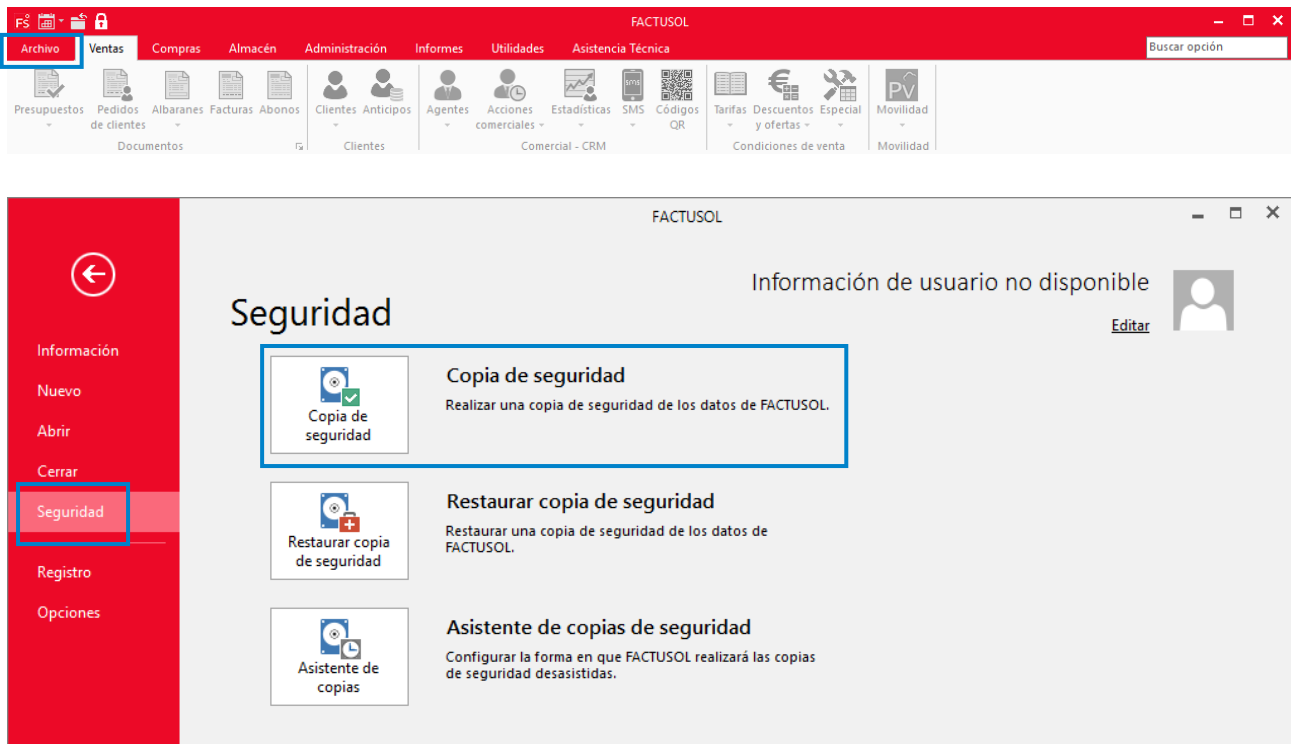 FS
FACTUSOL
Archivo Ventas Compras Almacén Administración Informes Utilidades Asistencia Técnica Buscar opción
sms
PV
Presupuestos Pedidos de clientes Albaranes Facturas Abonos Clientes Anticipos Agentes Acciones comerciales Estadísticas SMS Códigos QR Tarifas Descuentos y ofertas Especial Movilidad
Documentos Clientes Comercial - CRM Condiciones de venta Movilidad
FACTUSOL
Información de usuario no disponible
Editar
Seguridad
Información
Nuevo
Abrir
Cerrar
Seguridad
Registro
Opciones
Copia de
seguridad
Copia de seguridad
Realizar una copia de seguridad de los datos de FACTUSOL.
Restaurar copia
de seguridad
Restaurar copia de seguridad
Restaurar una copia de seguridad de los datos de
FACTUSOL.
Asistente de
copias
Asistente de copias de seguridad
Configurar la forma en que FACTUSOL realizará las copias
de seguridad desasistidas.